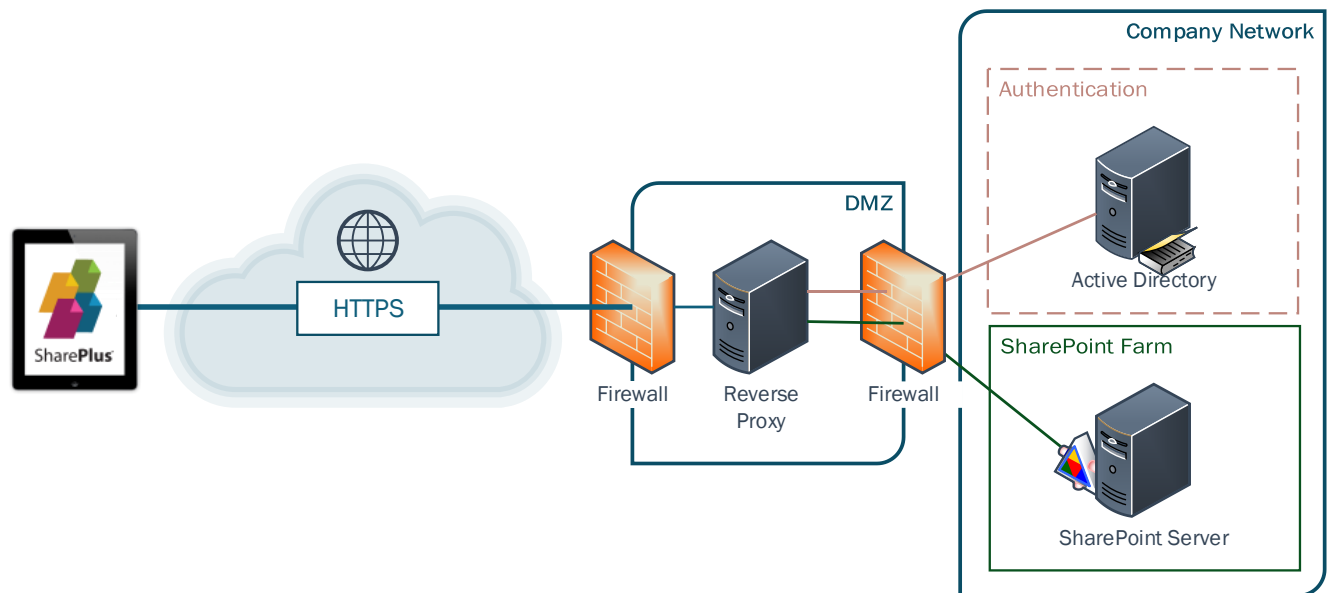 Company Network
Authentication
Active Directory
DMZ
HTTPS
SharePlus
Firewall
Reverse
Proxy
Firewall
SharePoint Farm
SharePoint Server